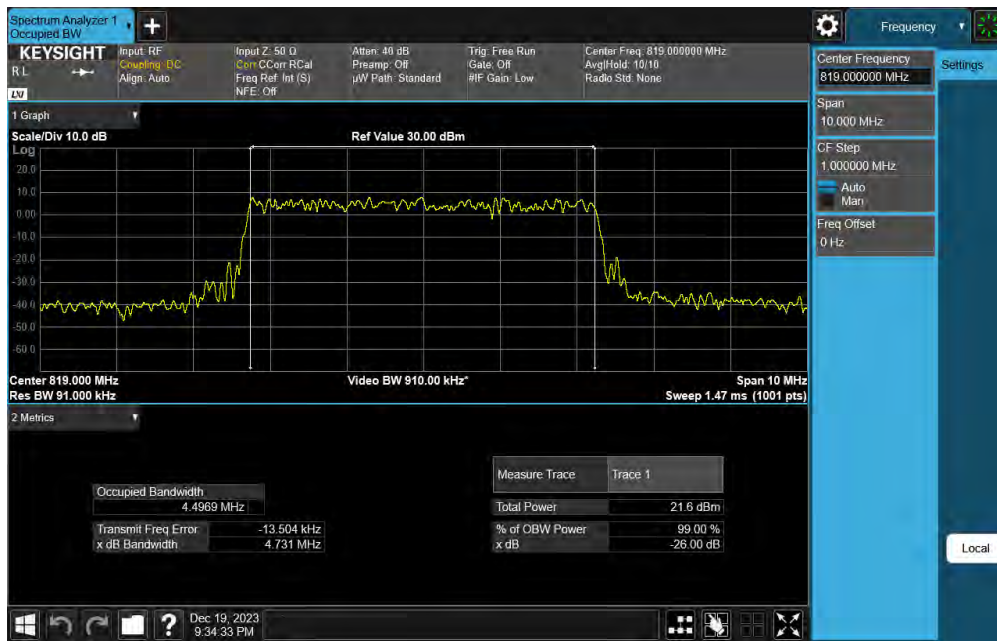 Spectrum Analyzer 1
Occupied BW
KEYSIGHT
R L
LXI
Input: RF
Coupling: DC
Align: Auto
Input Z: 50 Ω
Corr CCorr RCal
Freq Ref: Int (S)
NFE: Off
Atten: 40 dB
Preamp: Off
µW Path: Standard
Trig: Free Run
Gate: Off
#IF Gain: Low
Center Freq: 819.000000 MHz
Avg|Hold: 10/10
Radio Std: None
1 Graph
Scale/Div 10.0 dB
Ref Value 30.00 dBm
Log
20.0
10.0
0.00
-10.0
-20.0
-30.0
-40.0
-50.0
-60.0
Center 819.000 MHz
Video BW 910.00 kHz*
Span 10 MHz
Res BW 91.000 kHz
Sweep 1.47 ms (1001 pts)
2 Metrics
Occupied Bandwidth
4.4969 MHz
Transmit Freq Error -13.504 kHz
x dB Bandwidth 4.731 MHz
Measure Trace Trace 1
Total Power 21.6 dBm
% of OBW Power 99.00 %
x dB -26.00 dB
Dec 19, 2023
9:34:33 PM
?
Frequency
Settings
Center Frequency
819.000000 MHz
Span
10.000 MHz
CF Step
1.000000 MHz
Auto
Man
Freq Offset
0 Hz
Local